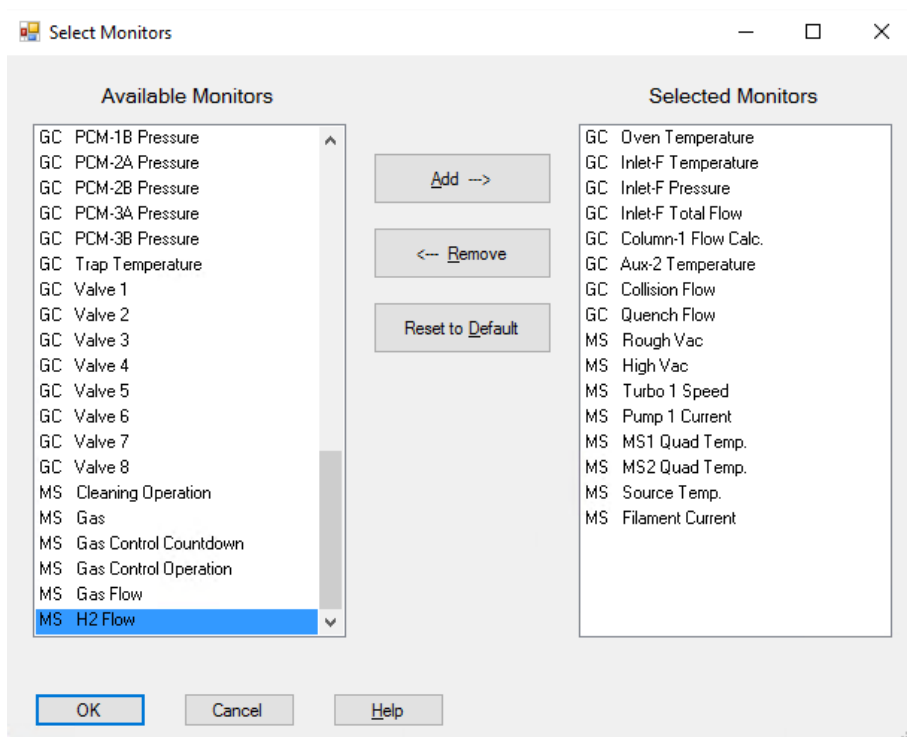 Select Monitors
Available Monitors
GC PCM-1B Pressure
GC PCM-2A Pressure
GC PCM-2B Pressure
GC PCM-3A Pressure
GC PCM-3B Pressure
GC Trap Temperature
GC Valve 1
GC Valve 2
GC Valve 3
GC Valve 4
GC Valve 5
GC Valve 6
GC Valve 7
GC Valve 8
MS Cleaning Operation
MS Gas
MS Gas Control Countdown
MS Gas Control Operation
MS Gas Flow
MS H2 Flow
Add --->
<--- Remove
Reset to Default
Selected Monitors
GC Oven Temperature
GC Inlet-F Temperature
GC Inlet-F Pressure
GC Inlet-F Total Flow
GC Column-1 Flow Calc.
GC Aux-2 Temperature
GC Collision Flow
GC Quench Flow
MS Rough Vac
MS High Vac
MS Turbo 1 Speed
MS Pump 1 Current
MS MS1 Quad Temp.
MS MS2 Quad Temp.
MS Source Temp.
MS Filament Current
OK
Cancel
Help